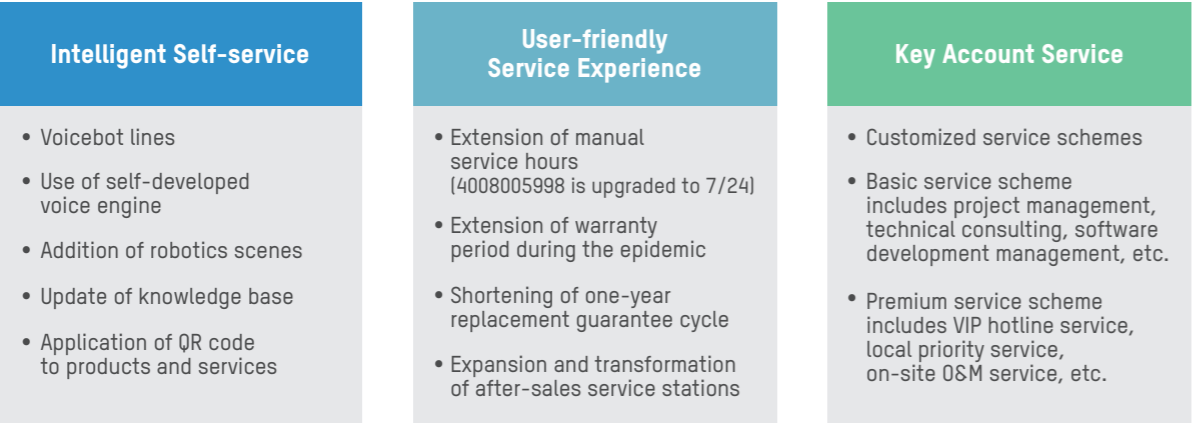 Intelligent Self-service
• Voicebot lines
• Use of self-developed
voice engine
• Addition of robotics scenes
• Update of knowledge base
• Application of QR code
to products and services
User-friendly
Service Experience
• Extension of manual
service hours
(4008005998 is upgraded to 7/24)
• Extension of warranty
period during the epidemic
• Shortening of one-year
replacement guarantee cycle
• Expansion and transformation
of after-sales service stations
Key Account Service
• Customized service schemes
• Basic service scheme
includes project management,
technical consulting, software
development management, etc.
• Premium service scheme
includes VIP hotline service,
local priority service,
on-site O&M service, etc.